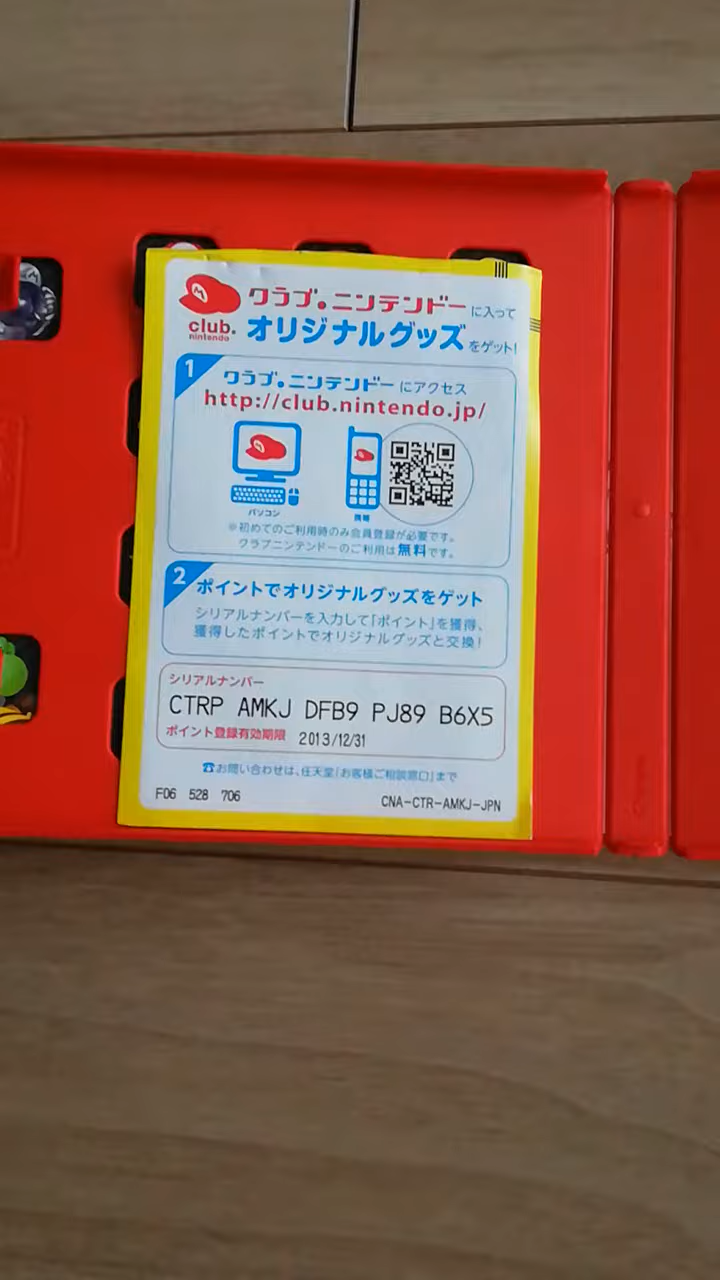 M
club.
nintendo
クラブ。ニンテンドーに入って
オリジナルグッズをゲット!
1
クラブ。ニンテンドーにアクセス
http://club.nintendo.jp/
パソコン
携帯
※初めてのご利用時のみ会員登録が必要です。
クラブニンテンドーのご利用は無料です。
2
ポイントでオリジナルグッズをゲット
シリアルナンバーを入力して「ポイント」を獲得、
獲得したポイントでオリジナルグッズと交換!
シリアルナンバー
CTRP AMKJ DFB9 PJ89 B6X5
ポイント登録有効期限 2013/12/31
☎お問い合わせは、任天堂「お客様ご相談窓口」まで
F06 528 706
CNA-CTR-AMKJ-JPN